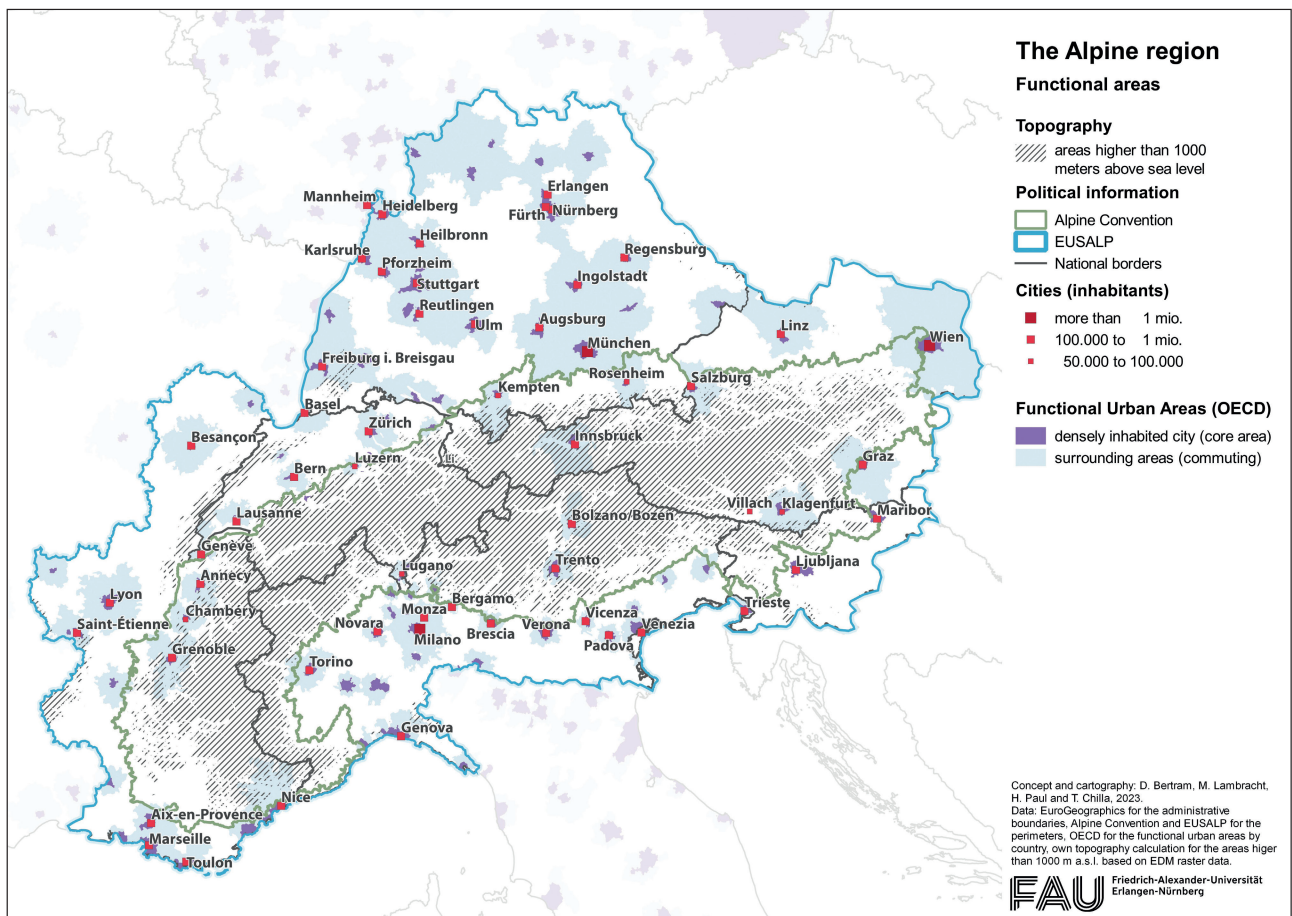 The Alpine region
Functional areas
Topography
areas higher than 1000
meters above sea level
Political information
Alpine Convention
EUSALP
National borders
Cities (inhabitants)
more than 1 mio.
100.000 to 1 mio.
50.000 to 100.000
Functional Urban Areas (OECD)
densely inhabited city (core area)
surrounding areas (commuting)
Erlangen
Mannheim
Heidelberg
Fürth
Nürnberg
Heilbronn
Karlsruhe
Regensburg
Pforzheim
Ingolstadt
Stuttgart
Reutlingen
Ulm
Augsburg
Linz
Wien
München
Freiburg i. Breisgau
Rosenheim
Salzburg
Kempten
Basel
Zürich
Besançon
Innsbruck
Luzern
LI
Graz
Bern
Villach
Klagenfurt
Maribor
Lausanne
Bolzano/Bozen
Genève
Trento
Ljubljana
Annecy
Lugano
Lyon
Bergamo
Chambéry
Monza
Vicenza
Trieste
Saint-Étienne
Novara
Milano
Brescia
Verona
Venezia
Padova
Grenoble
Torino
Genova
Nice
Aix-en-Provence
Marseille
Toulon
Concept and cartography: D. Bertram, M. Lambracht,
H. Paul and T. Chilla, 2023.
Data: EuroGeographics for the administrative
boundaries, Alpine Convention and EUSALP for the
perimeters, OECD for the functional urban areas by
country, own topography calculation for the areas higer
than 1000 m a.s.l. based on EDM raster data.
FAU
Friedrich-Alexander-Universität
Erlangen-Nürnberg